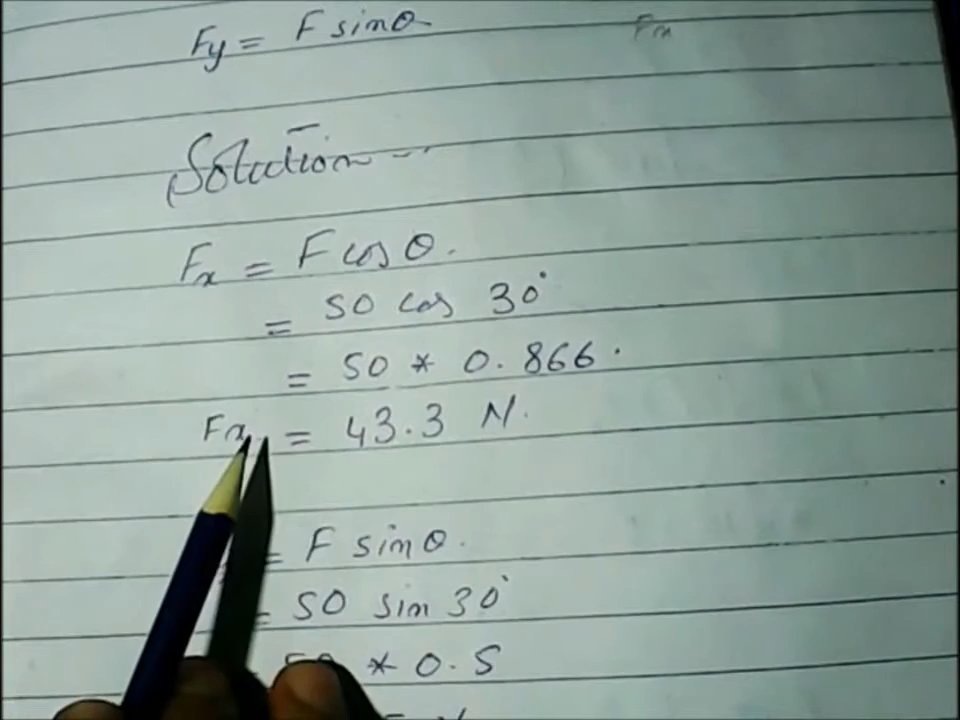 Fy = F sinθ
Fx
Solution -
Fx = F cos θ.
= 50 cos 30°
= 50 * 0.866.
Fx = 43.3 N.
= F sinθ.
= 50 sin 30°
* 0.5